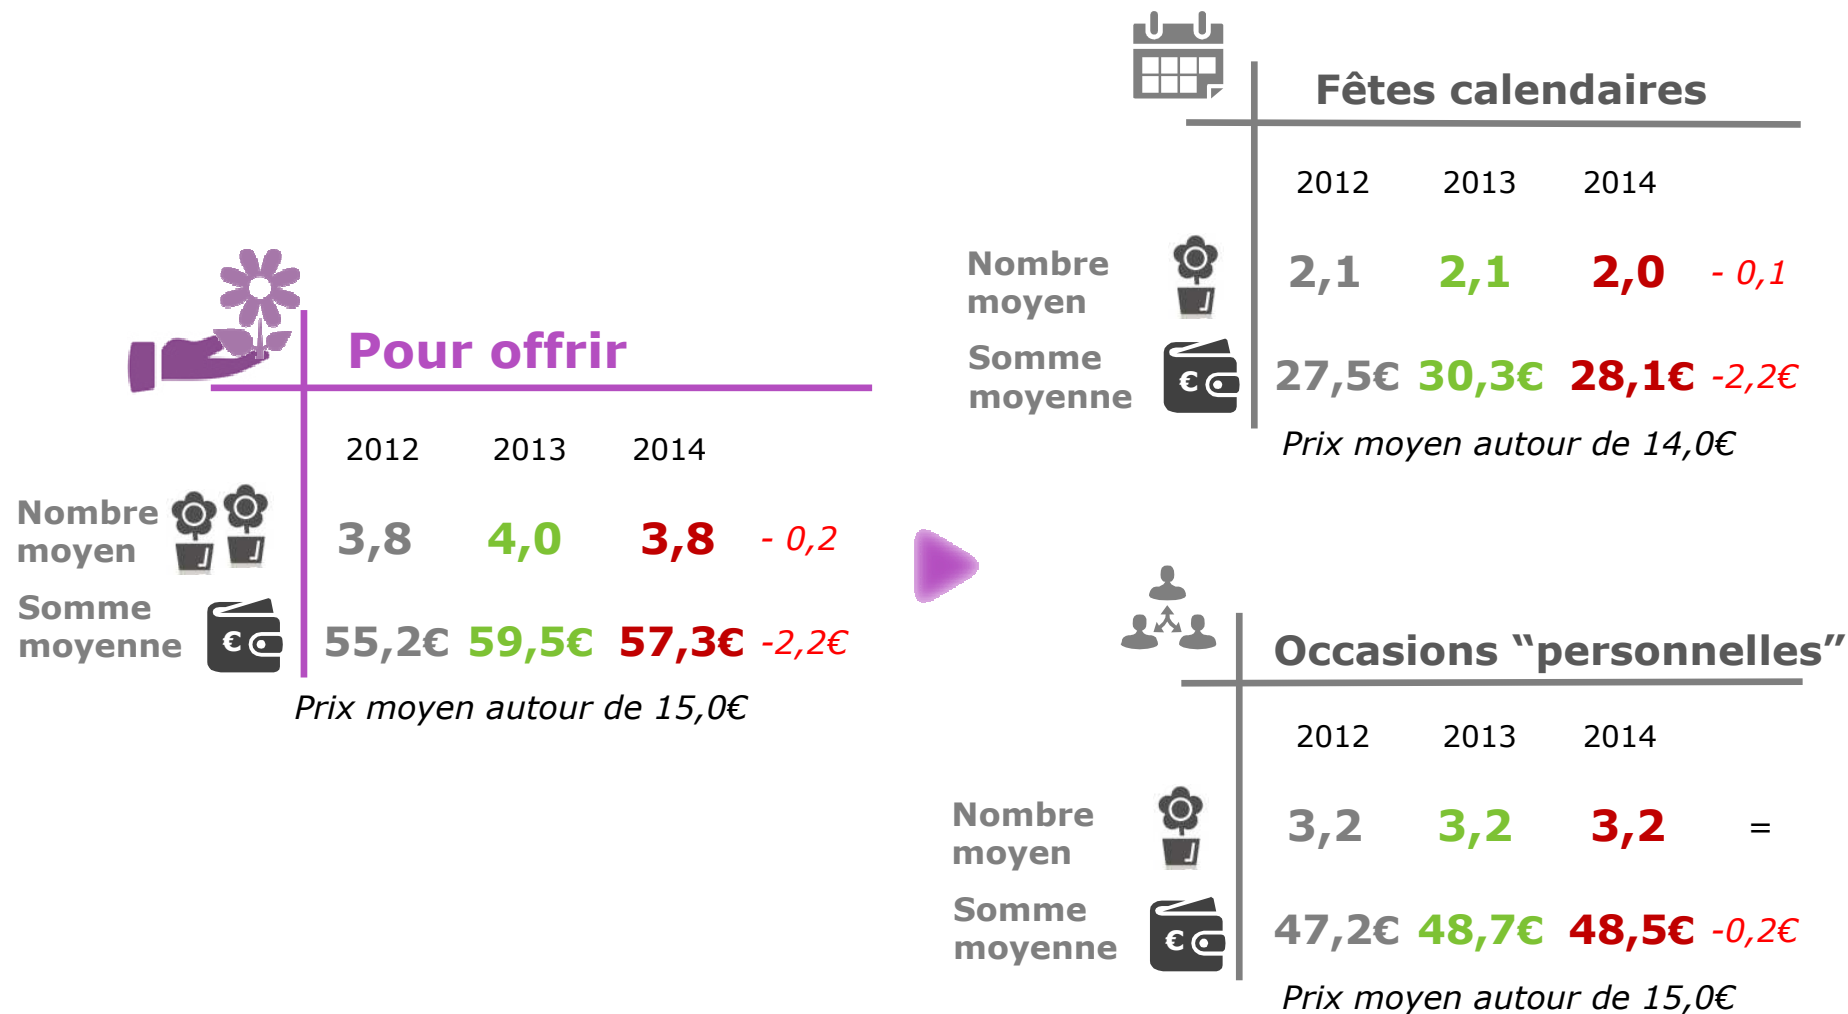 Pour offrir
2012 2013 2014
Nombre
moyen
3,8 4,0 3,8 - 0,2
Somme
moyenne
€
55,2€ 59,5€ 57,3€ -2,2€
Prix moyen autour de 15,0€
Fêtes calendaires
2012 2013 2014
Nombre
moyen
2,1 2,1 2,0 - 0,1
Somme
moyenne
€
27,5€ 30,3€ 28,1€ -2,2€
Prix moyen autour de 14,0€
Occasions “personnelles”
2012 2013 2014
Nombre
moyen
3,2 3,2 3,2 =
Somme
moyenne
€
47,2€ 48,7€ 48,5€ -0,2€
Prix moyen autour de 15,0€